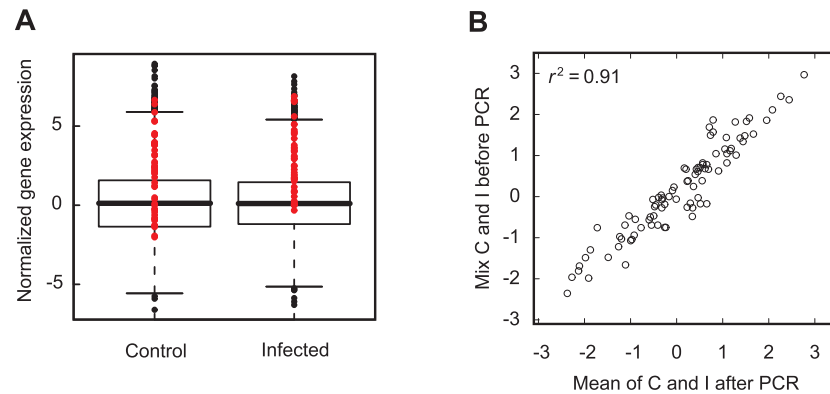 A
Normalized gene expression
5
0
-5
Control
Infected
B
r² = 0.91
Mix C and I before PCR
3
2
1
0
-1
-2
-3
-3 -2 -1 0 1 2 3
Mean of C and I after PCR